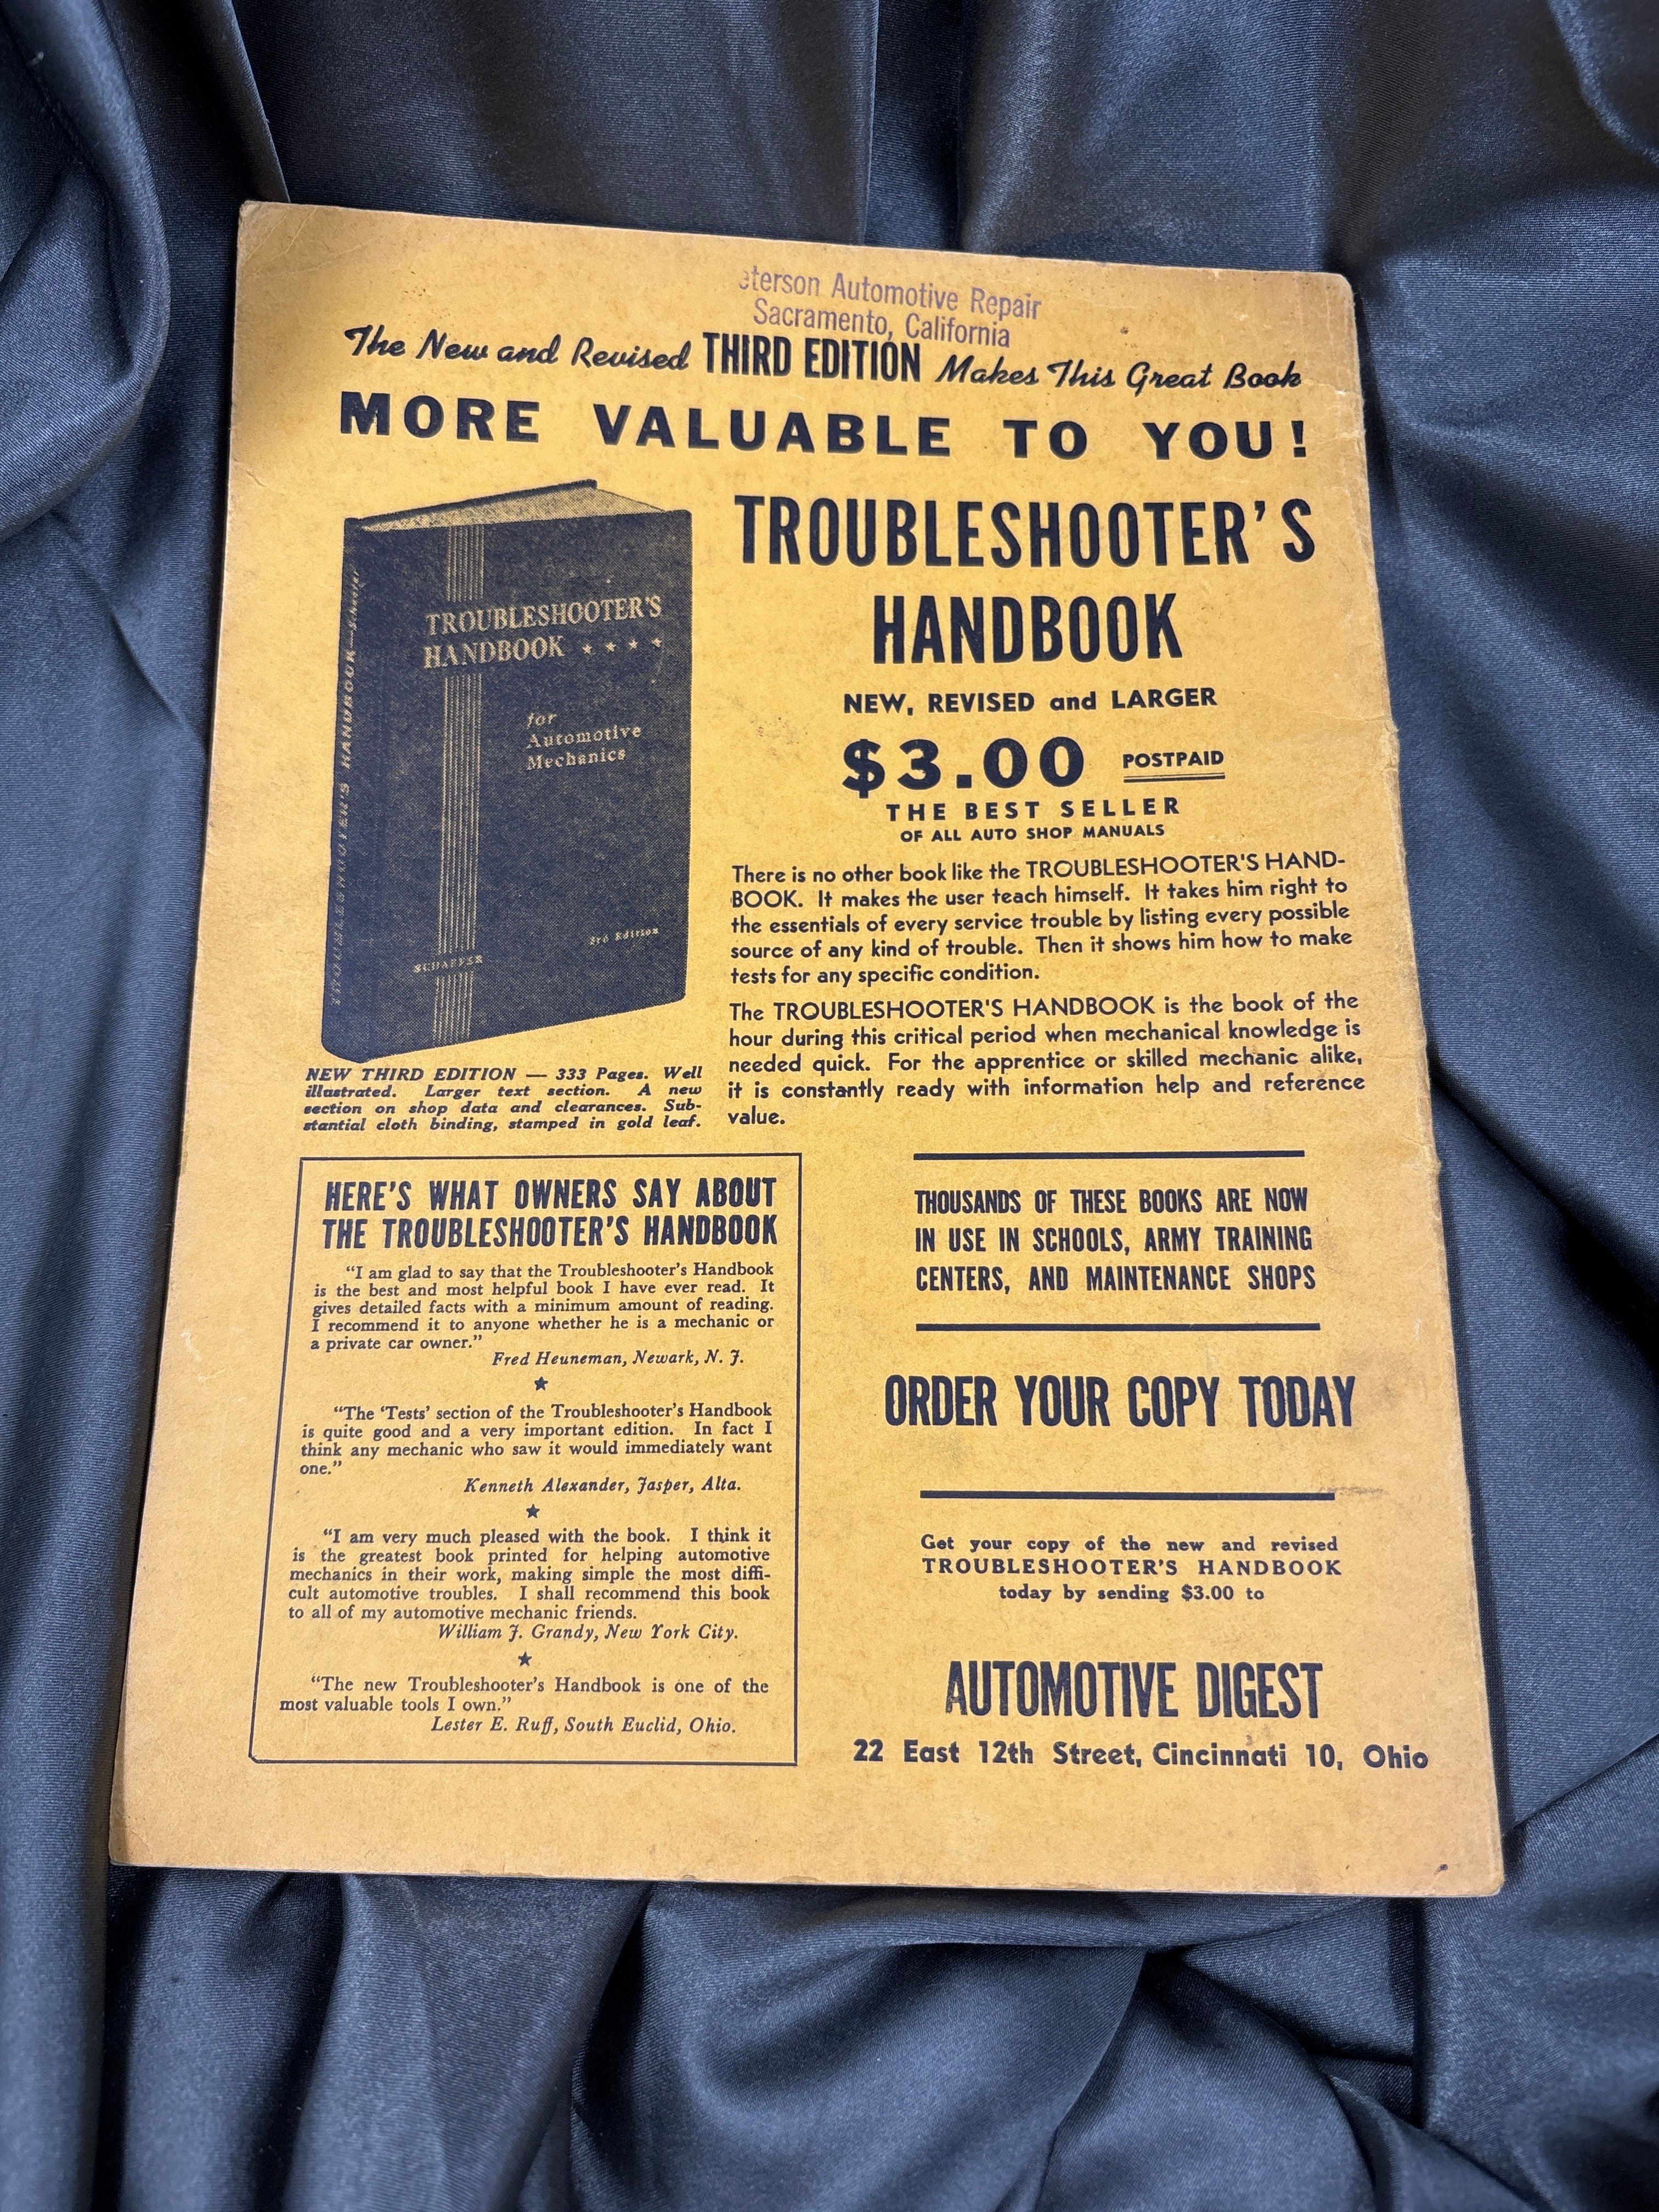 eterson Automotive Repair
Sacramento, California
The New and Revised THIRD EDITION Makes This Great Book
MORE VALUABLE TO YOU!
TROUBLESHOOTER'S HANDBOOK—Schaefer
TROUBLESHOOTER'S
HANDBOOK ★ ★ ★ ★
for
Automotive
Mechanics
3rd Edition
SCHAEFER
NEW THIRD EDITION — 333 Pages. Well
illustrated. Larger text section. A new
section on shop data and clearances. Sub-
stantial cloth binding, stamped in gold leaf.
TROUBLESHOOTER'S
HANDBOOK
NEW, REVISED and LARGER
$3.00 POSTPAID
THE BEST SELLER
OF ALL AUTO SHOP MANUALS
There is no other book like the TROUBLESHOOTER'S HAND-
BOOK. It makes the user teach himself. It takes him right to
the essentials of every service trouble by listing every possible
source of any kind of trouble. Then it shows him how to make
tests for any specific condition.
The TROUBLESHOOTER'S HANDBOOK is the book of the
hour during this critical period when mechanical knowledge is
needed quick. For the apprentice or skilled mechanic alike,
it is constantly ready with information help and reference
value.
HERE'S WHAT OWNERS SAY ABOUT
THE TROUBLESHOOTER'S HANDBOOK
"I am glad to say that the Troubleshooter's Handbook
is the best and most helpful book I have ever read. It
gives detailed facts with a minimum amount of reading.
I recommend it to anyone whether he is a mechanic or
a private car owner."
Fred Heuneman, Newark, N. J.
★
"The 'Tests' section of the Troubleshooter's Handbook
is quite good and a very important edition. In fact I
think any mechanic who saw it would immediately want
one."
Kenneth Alexander, Jasper, Alta.
★
"I am very much pleased with the book. I think it
is the greatest book printed for helping automotive
mechanics in their work, making simple the most diffi-
cult automotive troubles. I shall recommend this book
to all of my automotive mechanic friends.
William J. Grandy, New York City.
★
"The new Troubleshooter's Handbook is one of the
most valuable tools I own."
Lester E. Ruff, South Euclid, Ohio.
THOUSANDS OF THESE BOOKS ARE NOW
IN USE IN SCHOOLS, ARMY TRAINING
CENTERS, AND MAINTENANCE SHOPS
ORDER YOUR COPY TODAY
Get your copy of the new and revised
TROUBLESHOOTER'S HANDBOOK
today by sending $3.00 to
AUTOMOTIVE DIGEST
22 East 12th Street, Cincinnati 10, Ohio